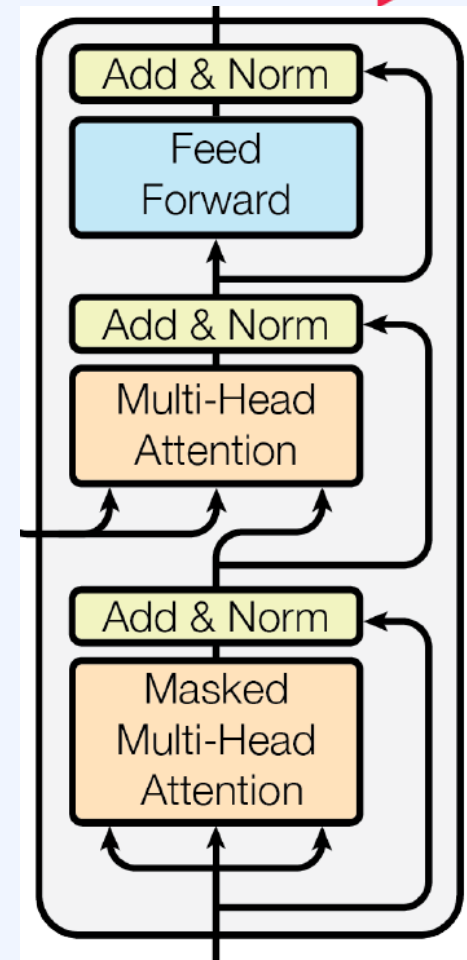 Add & Norm
Feed
Forward
Add & Norm
Multi-Head
Attention
Add & Norm
Masked
Multi-Head
Attention